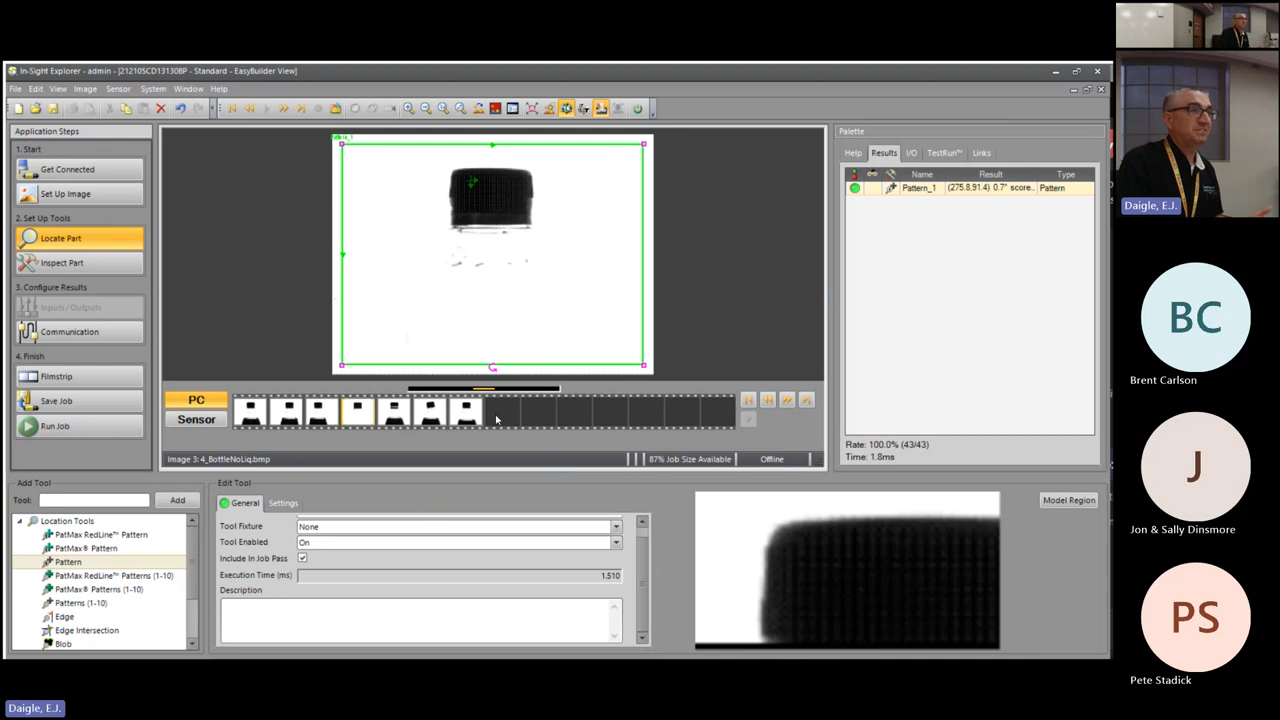 In-Sight Explorer - admin - [212105CD13130BP - Standard - EasyBuilder View]
File Edit View Image Sensor System Window Help
Application Steps
1. Start
Get Connected
Set Up Image
2. Set Up Tools
Locate Part
Inspect Part
3. Configure Results
Inputs / Outputs
Communication
4. Finish
Filmstrip
Save Job
Run Job
Pattern_1
PC
Sensor
Image 3: 4_BottleNoLiq.bmp
87% Job Size Available
Offline
Palette
Help Results I/O TestRun™ Links
Name Result Type
Pattern_1 (275.8,91.4) 0.7° score... Pattern
Rate: 100.0% (43/43)
Time: 1.8ms
Add Tool
Tool:
Add
Location Tools
PatMax RedLine™ Pattern
PatMax® Pattern
Pattern
PatMax RedLine™ Patterns (1-10)
PatMax® Patterns (1-10)
Patterns (1-10)
Edge
Edge Intersection
Blob
Edit Tool
General Settings
Tool Fixture None
Tool Enabled On
Include In Job Pass
Execution Time (ms) 1.510
Description
Model Region
Daigle, E.J.
BC
Brent Carlson
J
Jon & Sally Dinsmore
PS
Pete Stadick
Daigle, E.J.